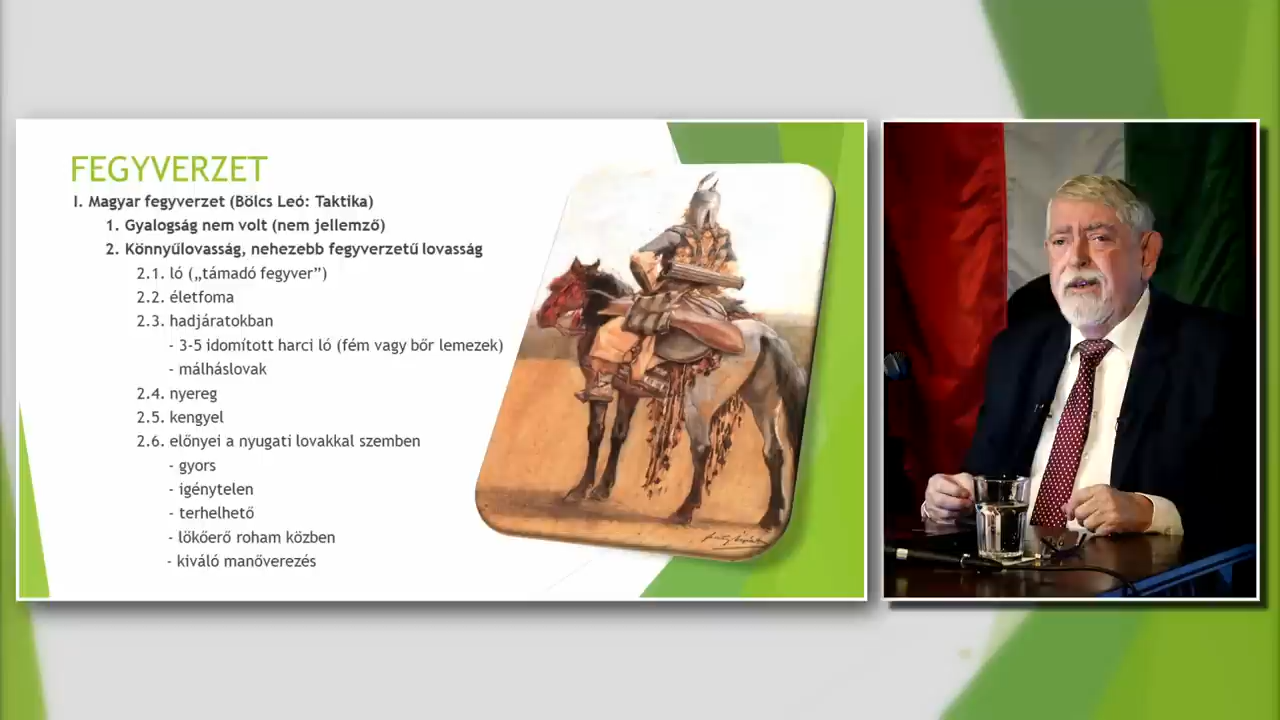 FEGYVERZET
I. Magyar fegyverzet (Bölcs Leó: Taktika)
1. Gyalogság nem volt (nem jellemző)
2. Könnyűlovasság, nehezebb fegyverzetű lovasság
2.1. ló („támadó fegyver”)
2.2. életfoma
2.3. hadjáratokban
- 3-5 idomított harci ló (fém vagy bőr lemezek)
- málháslovak
2.4. nyereg
2.5. kengyel
2.6. előnyei a nyugati lovakkal szemben
- gyors
- igénytelen
- terhelhető
- lökőerő roham közben
- kiváló manőverezés